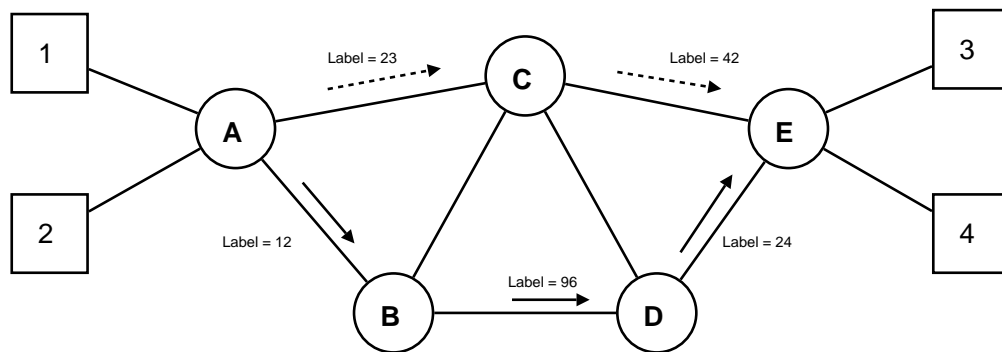 1
3
Label = 23
Label = 42
C
A
E
2
4
Label = 12
Label = 24
Label = 96
B
D